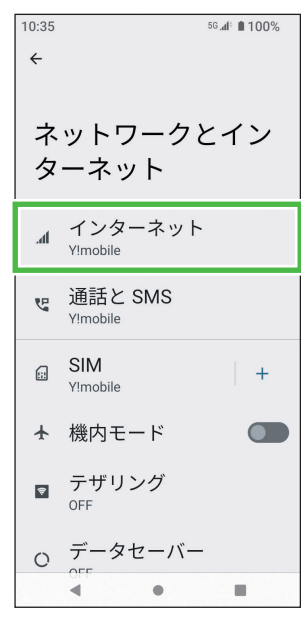 10:35 5G 100%
ネットワークとイン
ターネット
インターネット
Y!mobile
通話と SMS
Y!mobile
SIM
Y!mobile
+
機内モード
テザリング
OFF
データセーバー
OFF